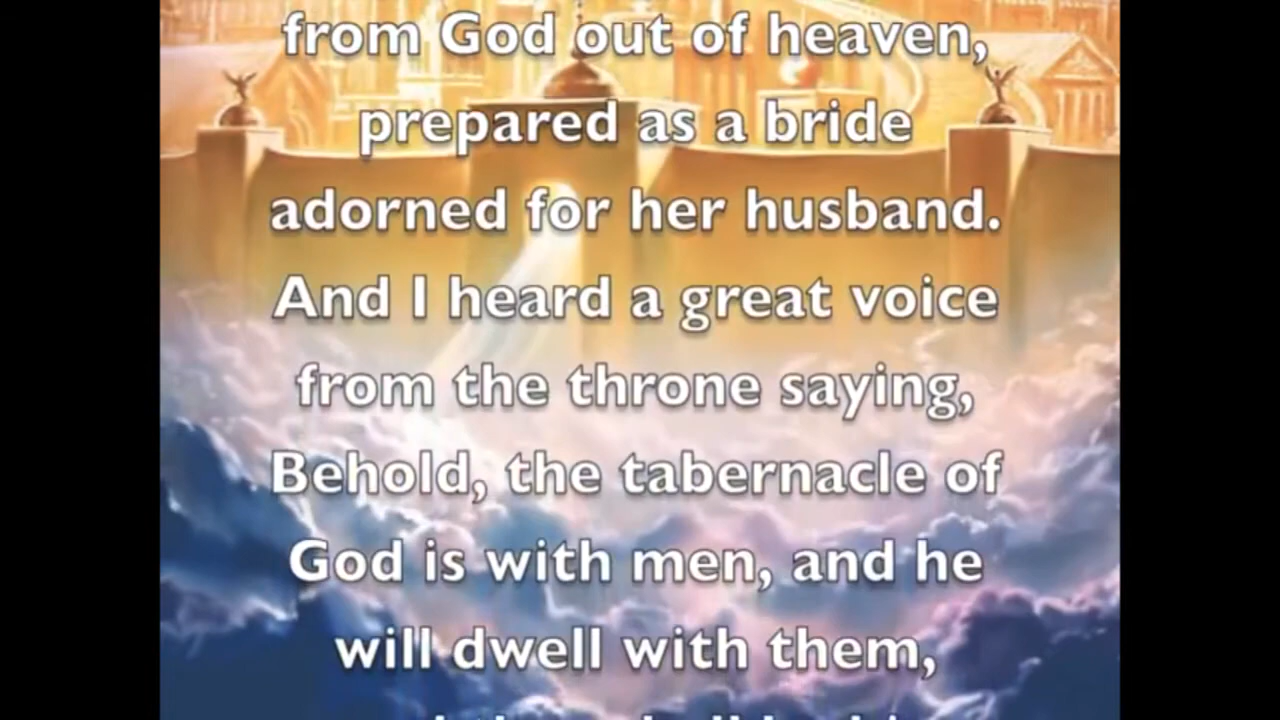 from God out of heaven,
prepared as a bride
adorned for her husband.
And I heard a great voice
from the throne saying,
Behold, the tabernacle of
God is with men, and he
will dwell with them,